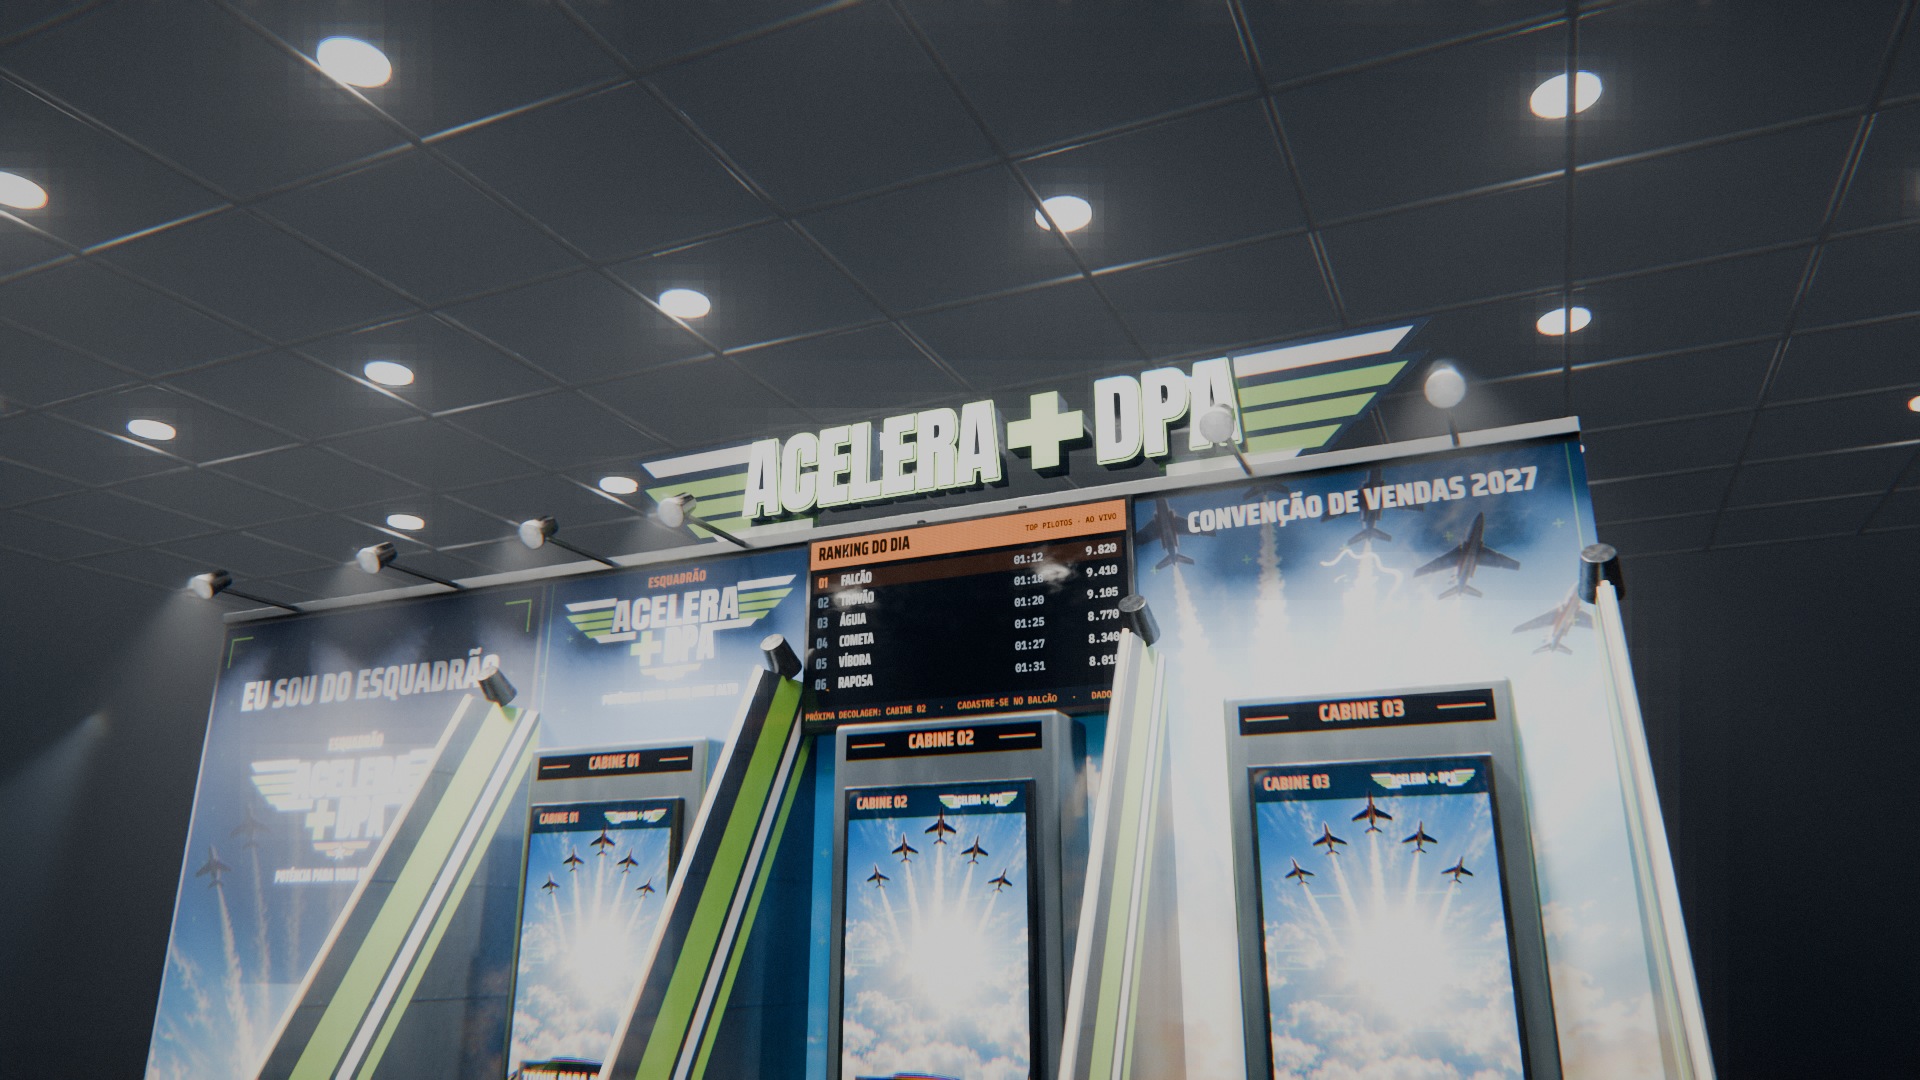 ACELERA + DPA
CONVENÇÃO DE VENDAS 2027
RANKING DO DIA
TOP PILOTOS · AO VIVO
01 FALCÃO 01:12 9.820
02 TROVÃO 01:18 9.410
03 ÁGUIA 01:20 9.105
04 COMETA 01:25 8.770
05 VÍBORA 01:27 8.340
06 RAPOSA 01:31
PRÓXIMA DECOLAGEM: CABINE 02 · CADASTRE-SE NO BALCÃO ·
ESQUADRÃO
ACELERA
+DPA
EU SOU DO ESQUADRÃO
ESQUADRÃO
ACELERA
+DPA
POTÊNCIA PARA
CABINE 01
CABINE 01
ACELERA+DPA
CABINE 02
CABINE 02
ACELERA+DPA
CABINE 03
CABINE 03
ACELERA+DPA